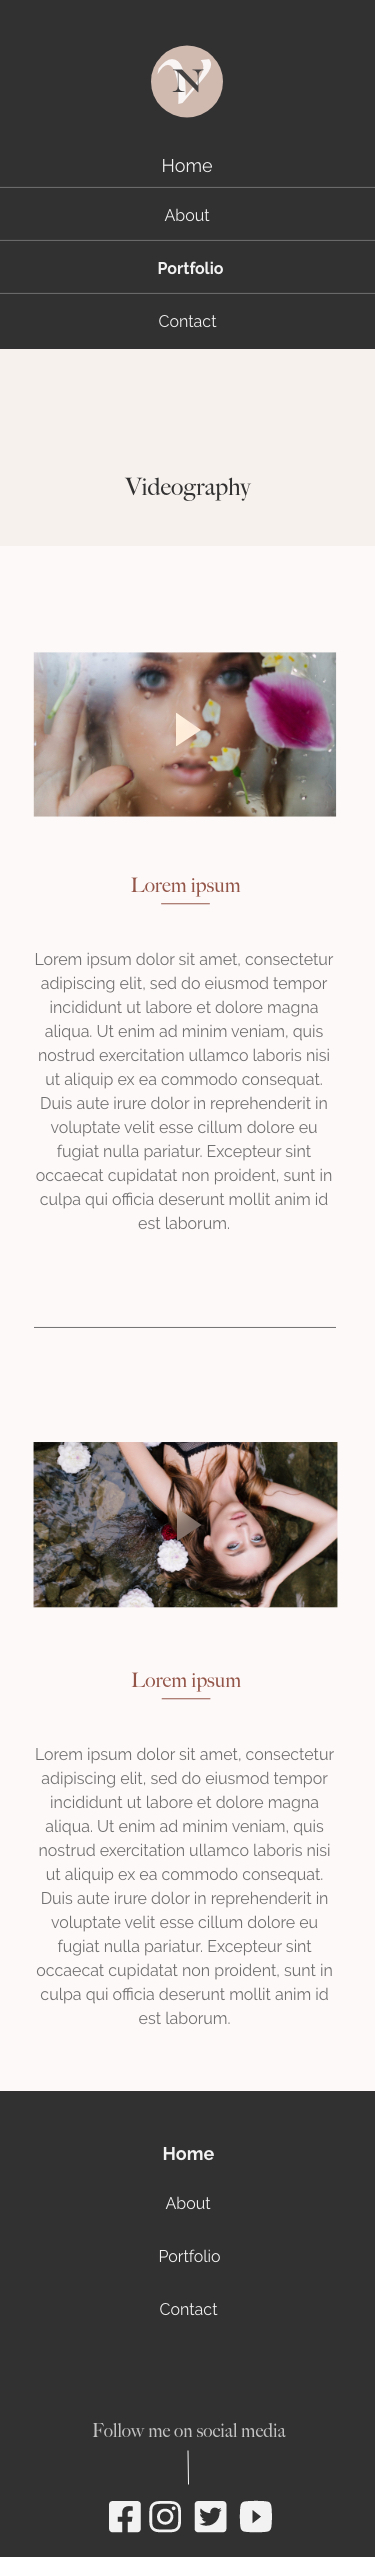 VN
Home
About
Portfolio
Contact
Videography
Lorem ipsum
Lorem ipsum dolor sit amet, consectetur
adipiscing elit, sed do eiusmod tempor
incididunt ut labore et dolore magna
aliqua. Ut enim ad minim veniam, quis
nostrud exercitation ullamco laboris nisi
ut aliquip ex ea commodo consequat.
Duis aute irure dolor in reprehenderit in
voluptate velit esse cillum dolore eu
fugiat nulla pariatur. Excepteur sint
occaecat cupidatat non proident, sunt in
culpa qui officia deserunt mollit anim id
est laborum.
Lorem ipsum
Lorem ipsum dolor sit amet, consectetur
adipiscing elit, sed do eiusmod tempor
incididunt ut labore et dolore magna
aliqua. Ut enim ad minim veniam, quis
nostrud exercitation ullamco laboris nisi
ut aliquip ex ea commodo consequat.
Duis aute irure dolor in reprehenderit in
voluptate velit esse cillum dolore eu
fugiat nulla pariatur. Excepteur sint
occaecat cupidatat non proident, sunt in
culpa qui officia deserunt mollit anim id
est laborum.
Home
About
Portfolio
Contact
Follow me on social media